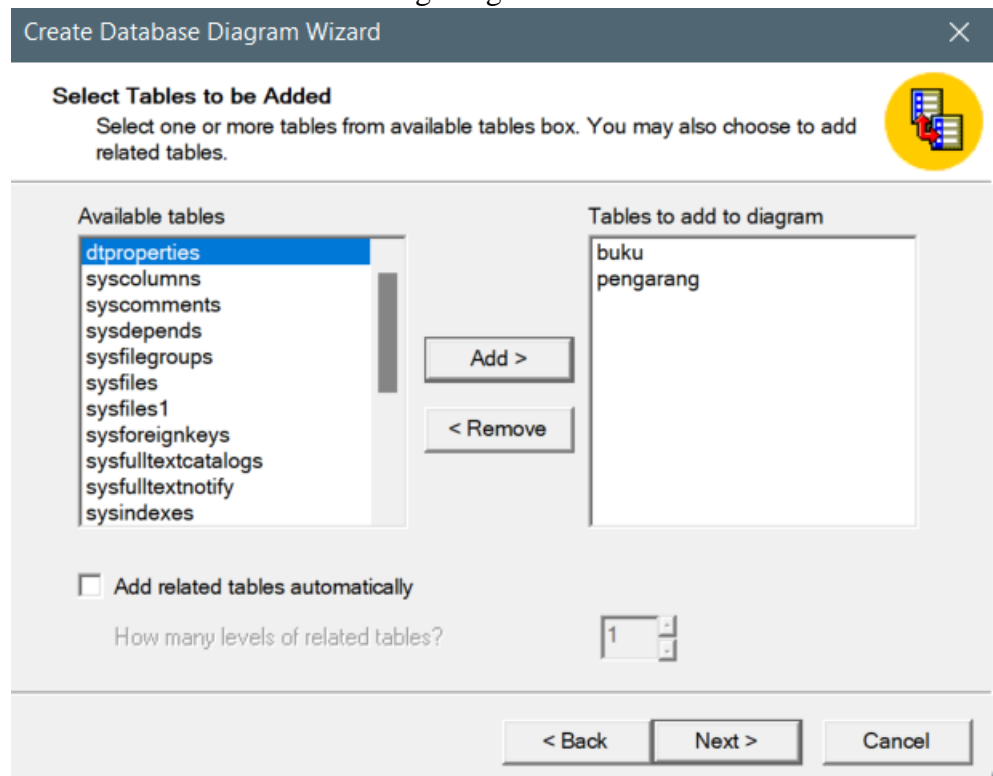 Create Database Diagram Wizard
Select Tables to be Added
Select one or more tables from available tables box. You may also choose to add
related tables.
Available tables
Tables to add to diagram
dtproperties
syscolumns
syscomments
sysdepends
sysfilegroups
sysfiles
sysfiles1
sysforeignkeys
sysfulltextcatalogs
sysfulltextnotify
sysindexes
Add >
< Remove
buku
pengarang
Add related tables automatically
How many levels of related tables?
1
< Back
Next >
Cancel